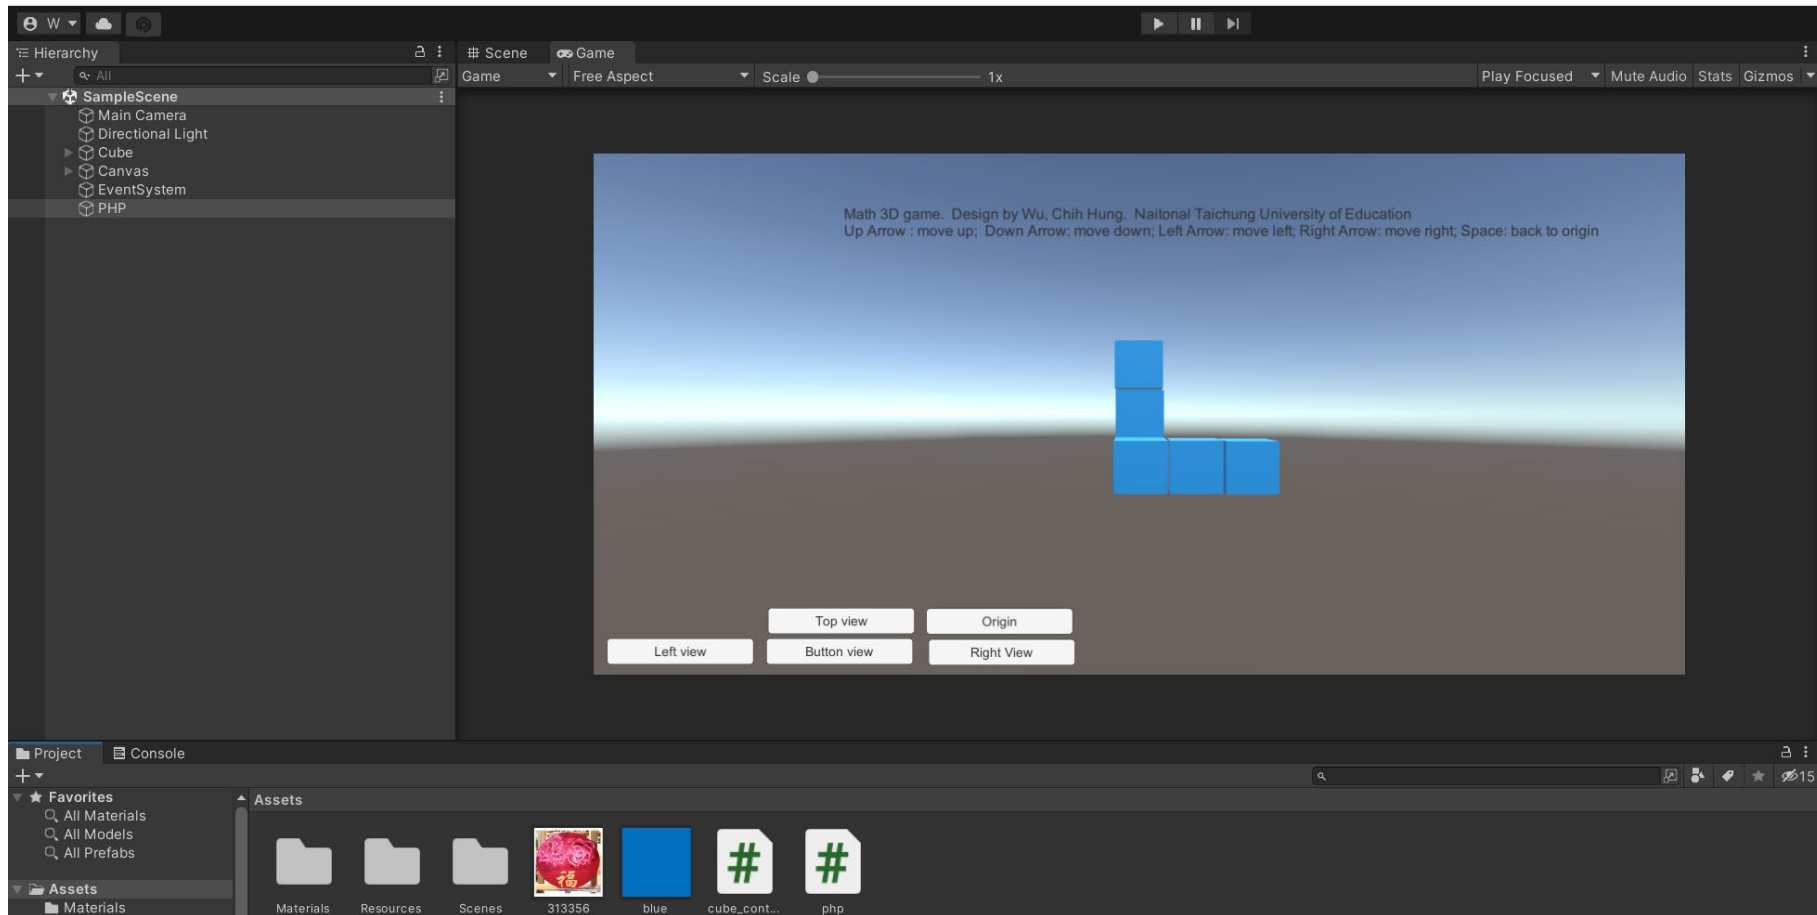 W
Hierarchy
All
SampleScene
Main Camera
Directional Light
Cube
Canvas
EventSystem
PHP
Scene Game
Game Free Aspect Scale 1x Play Focused Mute Audio Stats Gizmos
Math 3D game. Design by Wu, Chih Hung. Naitonal Taichung University of Education
Up Arrow : move up; Down Arrow: move down; Left Arrow: move left; Right Arrow: move right; Space: back to origin
Top view Origin
Left view Button view Right View
Project Console
15
Favorites
All Materials
All Models
All Prefabs
Assets
Materials
Assets
福
# #
Materials Resources Scenes 313356 blue cube_cont... php